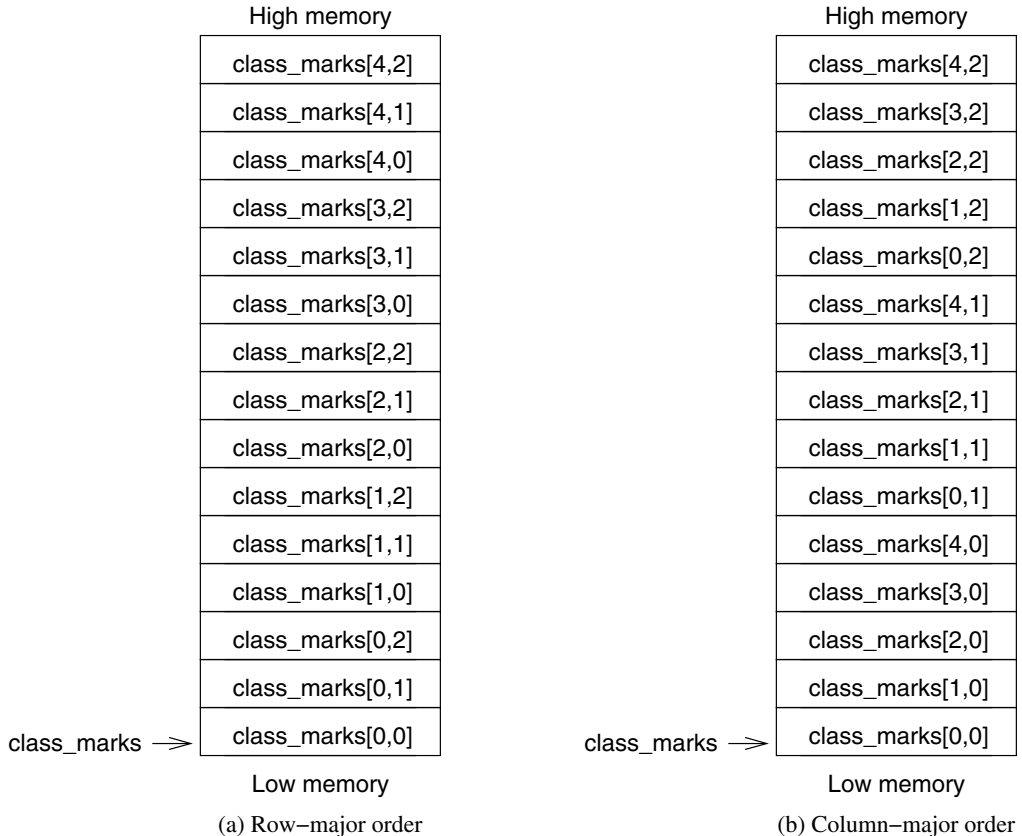 High memory
class_marks[4,2]
class_marks[4,1]
class_marks[4,0]
class_marks[3,2]
class_marks[3,1]
class_marks[3,0]
class_marks[2,2]
class_marks[2,1]
class_marks[2,0]
class_marks[1,2]
class_marks[1,1]
class_marks[1,0]
class_marks[0,2]
class_marks[0,1]
class_marks
class_marks[0,0]
Low memory
(a) Row−major order
High memory
class_marks[4,2]
class_marks[3,2]
class_marks[2,2]
class_marks[1,2]
class_marks[0,2]
class_marks[4,1]
class_marks[3,1]
class_marks[2,1]
class_marks[1,1]
class_marks[0,1]
class_marks[4,0]
class_marks[3,0]
class_marks[2,0]
class_marks[1,0]
class_marks
class_marks[0,0]
Low memory
(b) Column−major order